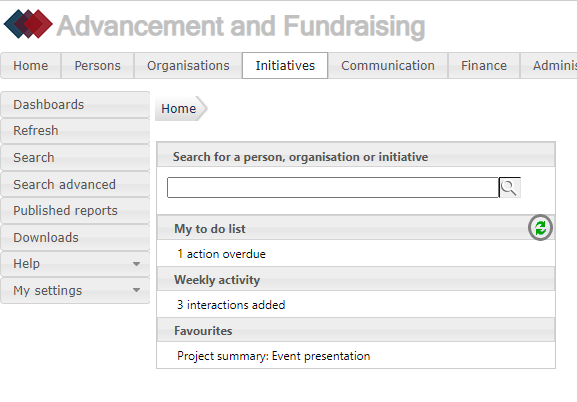 Advancement and Fundraising
Home Persons Organisations Initiatives Communication Finance
Dashboards
Refresh
Search
Search advanced
Published reports
Downloads
Help
My settings
Home
Search for a person, organisation or initiative
My to do list
1 action overdue
Weekly activity
3 interactions added
Favourites
Project summary: Event presentation